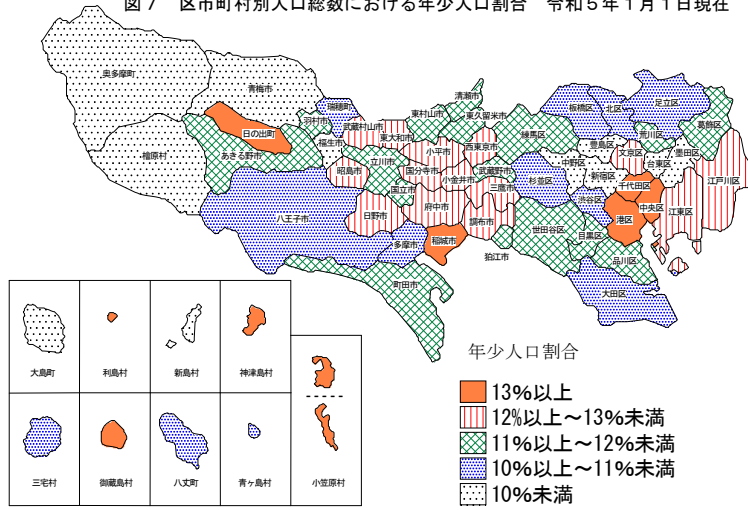 図７　区市町村別人口総数における年少人口割合　令和５年１月１日現在
奥多摩町
青梅市
瑞穂町
清瀬市
東村山市
東久留米市
羽村市
武蔵村山市
東大和市
日の出町
福生市
小平市
西東京市
練馬区
板橋区
北区
足立区
葛飾区
荒川区
豊島区
文京区
墨田区
台東区
檜原村
あきる野市
昭島市
立川市
国分寺市
小金井市
武蔵野市
三鷹市
中野区
新宿区
千代田区
江戸川区
国立市
杉並区
渋谷区
中央区
江東区
港区
八王子市
日野市
府中市
調布市
世田谷区
目黒区
多摩市
稲城市
狛江市
品川区
町田市
大田区
大島町
利島村
新島村
神津島村
三宅村
御蔵島村
八丈町
青ヶ島村
小笠原村
年少人口割合
13%以上
12%以上～13%未満
11%以上～12%未満
10%以上～11%未満
10%未満